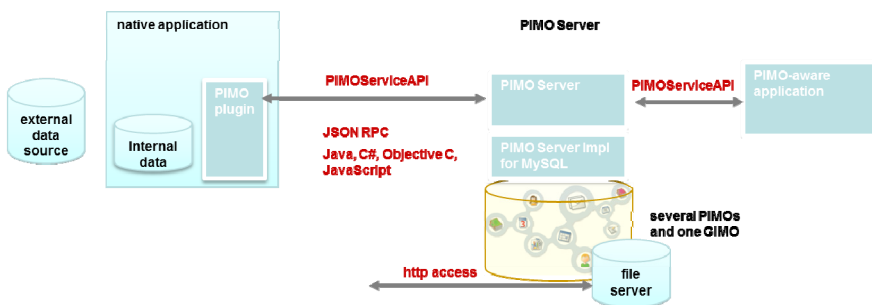 native application
PIMO Server
external
data
source
PIMO
plugin
Internal
data
PIMOServiceAPI
PIMO Server
PIMOServiceAPI
PIMO-aware
application
JSON RPC
Java, C#, Objective C,
JavaScript
PIMO Server Impl
for MySQL
several PIMOs
and one GIMO
http access
file
server